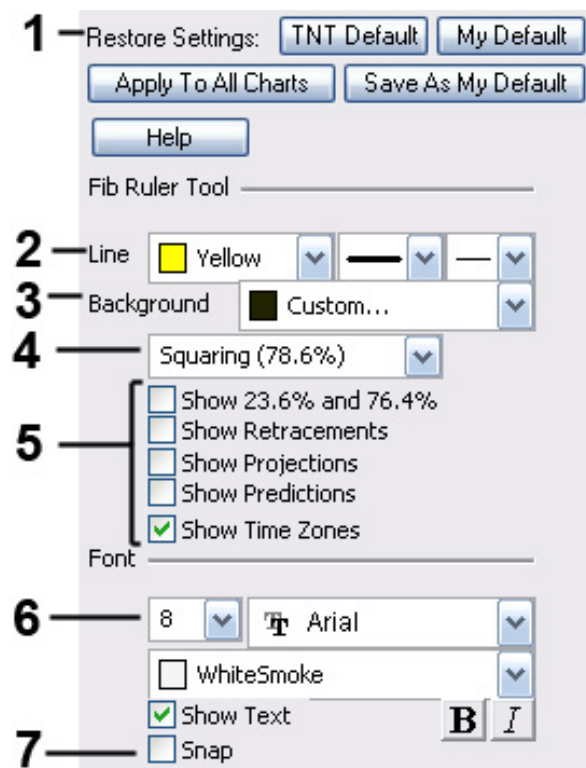 1 Restore Settings: TNT Default My Default
Apply To All Charts Save As My Default
Help
Fib Ruler Tool
2 Line Yellow
3 Background Custom...
4 Squaring (78.6%)
Show 23.6% and 76.4%
Show Retracements
5
Show Projections
Show Predictions
Show Time Zones
Font
6 8 Arial
WhiteSmoke
Show Text B I
7 Snap